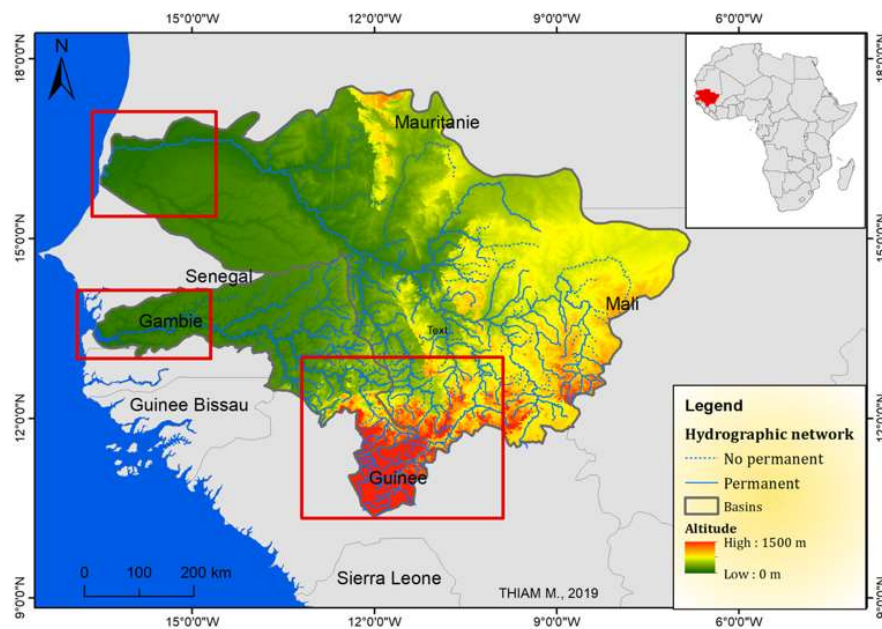 15°0'0"W
12°0'0"W
9°0'0"W
6°0'0"W
18°0'0"N
18°0'0"N
N
Mauritanie
15°0'0"N
15°0'0"N
Senegal
Mali
Gambie
Text
12°0'0"N
12°0'0"N
Guinee Bissau
Guinee
Legend
Hydrographic network
No permanent
Permanent
Basins
Altitude
High : 1500 m
Low : 0 m
0 100 200 km
Sierra Leone
THIAM M., 2019
9°0'0"N
9°0'0"N
15°0'0"W
12°0'0"W
9°0'0"W
6°0'0"W